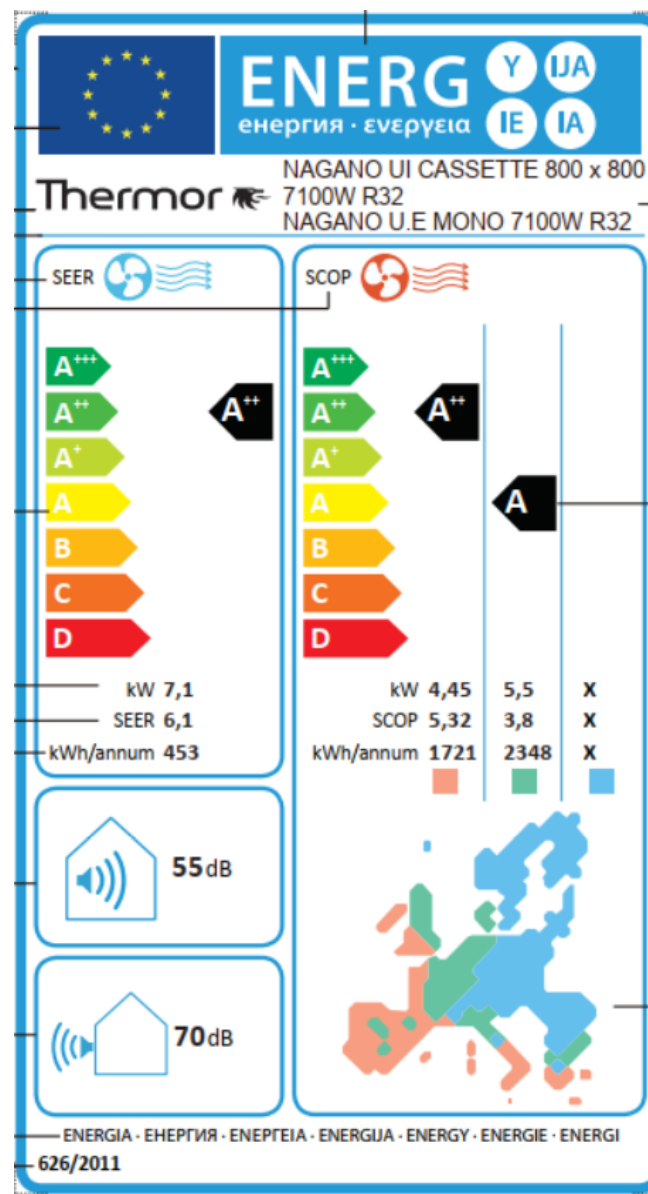 ENERG
Y IJA
IE IA
енергия · ενεργεια
Thermor
NAGANO UI CASSETTE 800 x 800
7100W R32
NAGANO U.E MONO 7100W R32
SEER
A+++
A++
A+
A
B
C
D
A++
kW 7,1
SEER 6,1
kWh/annum 453
SCOP
A+++
A++
A+
A
B
C
D
A++
A
kW 4,45 5,5 X
SCOP 5,32 3,8 X
kWh/annum 1721 2348 X
55dB
70dB
ENERGIA · ЕНЕРГИЯ · ΕΝΕΡΓΕΙΑ · ENERGIJA · ENERGY · ENERGIE · ENERGI
626/2011